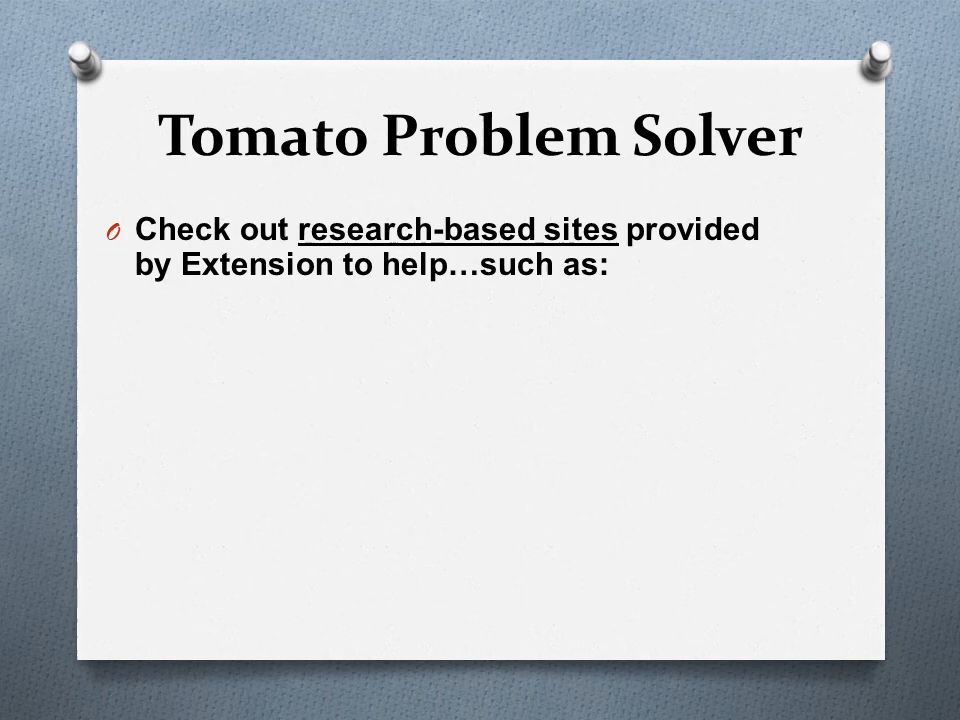 Tomato Problem Solver
Check out research-based sites provided
by Extension to help…such as: